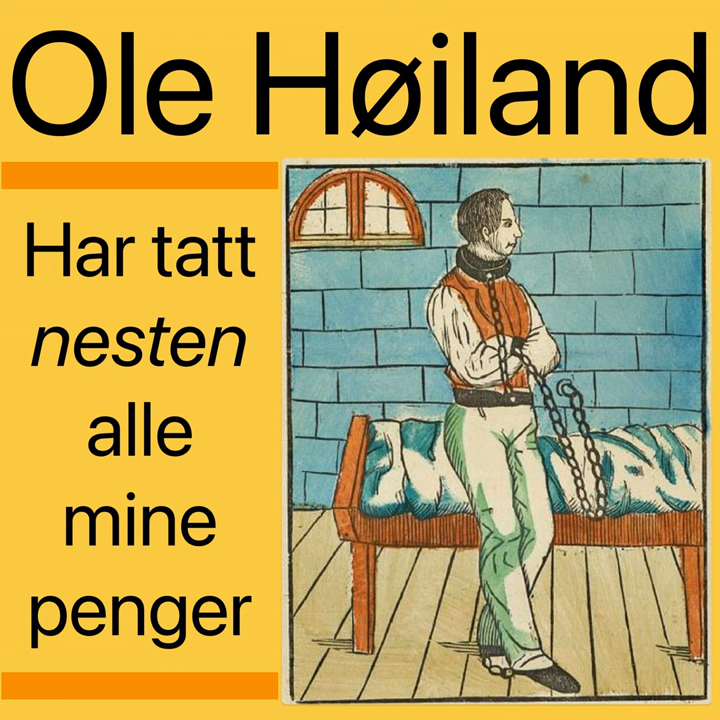 Ole Høiland
Har tatt
nesten
alle
mine
penger